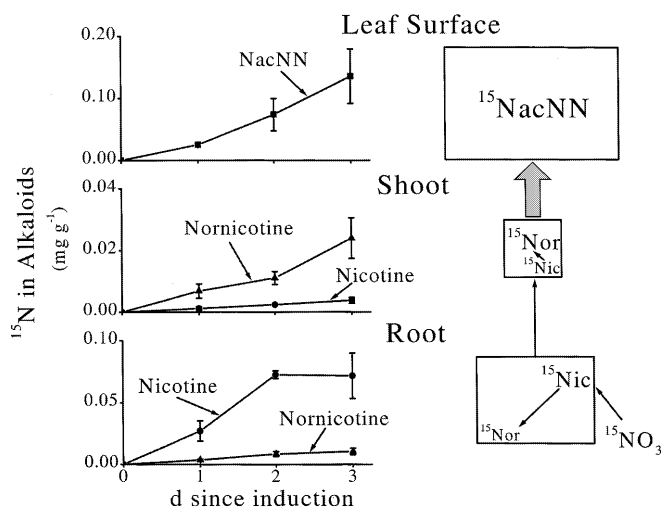 Leaf Surface
0.20
0.10
0.00
NacNN
¹⁵NacNN
Shoot
0.04
0.02
0.00
Nornicotine
Nicotine
¹⁵Nor
¹⁵Nic
Root
0.10
0.05
0.00
Nicotine
Nornicotine
¹⁵Nic
¹⁵Nor
¹⁵NO₃
0 1 2 3
d since induction
¹⁵N in Alkaloids
(mg g⁻¹)